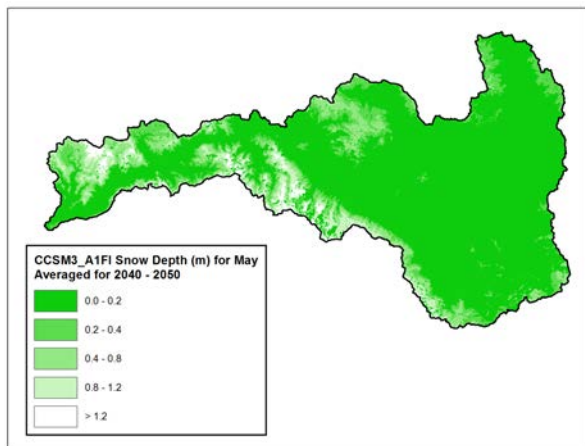 CCSM3_A1FI Snow Depth (m) for May
Averaged for 2040 - 2050
0.0 - 0.2
0.2 - 0.4
0.4 - 0.8
0.8 - 1.2
> 1.2